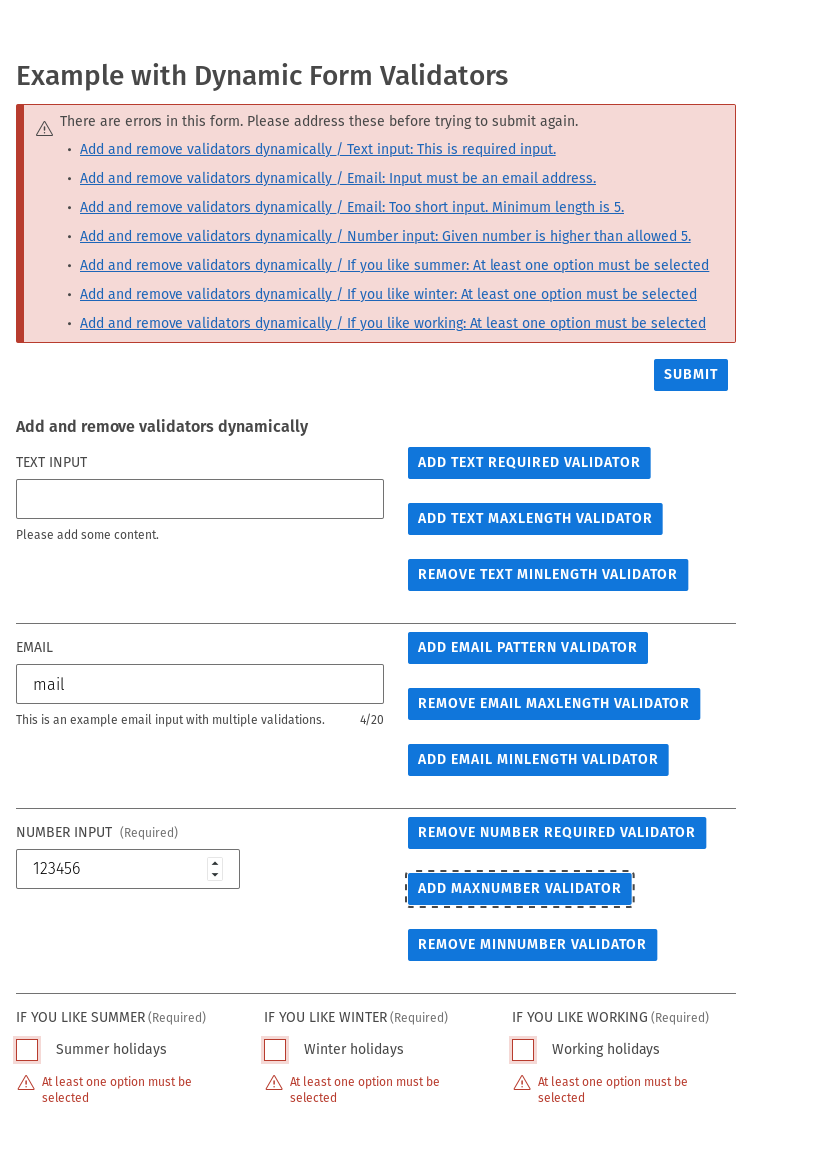 Example with Dynamic Form Validators
There are errors in this form. Please address these before trying to submit again.
• Add and remove validators dynamically / Text input: This is required input.
• Add and remove validators dynamically / Email: Input must be an email address.
• Add and remove validators dynamically / Email: Too short input. Minimum length is 5.
• Add and remove validators dynamically / Number input: Given number is higher than allowed 5.
• Add and remove validators dynamically / If you like summer: At least one option must be selected
• Add and remove validators dynamically / If you like winter: At least one option must be selected
• Add and remove validators dynamically / If you like working: At least one option must be selected
SUBMIT
Add and remove validators dynamically
TEXT INPUT
Please add some content.
ADD TEXT REQUIRED VALIDATOR
ADD TEXT MAXLENGTH VALIDATOR
REMOVE TEXT MINLENGTH VALIDATOR
EMAIL
mail
This is an example email input with multiple validations. 4/20
ADD EMAIL PATTERN VALIDATOR
REMOVE EMAIL MAXLENGTH VALIDATOR
ADD EMAIL MINLENGTH VALIDATOR
NUMBER INPUT (Required)
123456
REMOVE NUMBER REQUIRED VALIDATOR
ADD MAXNUMBER VALIDATOR
REMOVE MINNUMBER VALIDATOR
IF YOU LIKE SUMMER (Required)
Summer holidays
At least one option must be
selected
IF YOU LIKE WINTER (Required)
Winter holidays
At least one option must be
selected
IF YOU LIKE WORKING (Required)
Working holidays
At least one option must be
selected